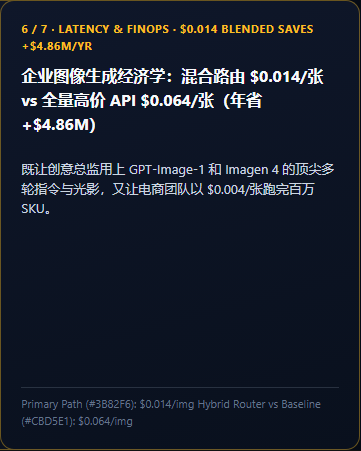 6 / 7 · LATENCY & FINOPS · $0.014 BLENDED SAVES
+$4.86M/YR
企业图像生成经济学：混合路由 $0.014/张
vs 全量高价 API $0.064/张（年省
+$4.86M）
既让创意总监用上 GPT-Image-1 和 Imagen 4 的顶尖多
轮指令与光影，又让电商团队以 $0.004/张跑完百万
SKU。
Primary Path (#3B82F6): $0.014/img Hybrid Router vs Baseline
(#CBD5E1): $0.064/img